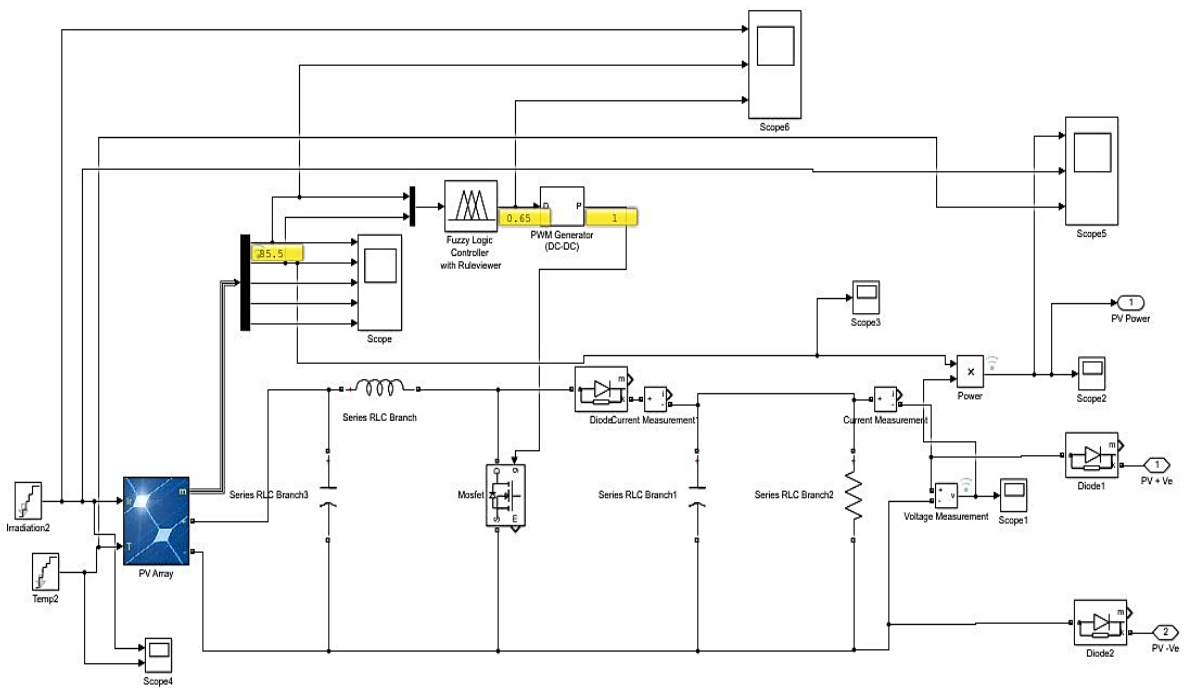 Scope6
Scope5
0.65
D
P
1
Fuzzy Logic
Controller
with Ruleviewer
PWM Generator
(DC-DC)
85.5
Scope
Scope3
1
PV Power
×
Power
Scope2
Series RLC Branch
m
a
k
Diode
Current Measurement
+
-
i
Current Measurement
+
-
i
Irradiation2
Ir
T
m
+
-
PV Array
Temp2
Scope4
Series RLC Branch3
Mosfet
D
g
S
E
Series RLC Branch1
Series RLC Branch2
+
-
v
Voltage Measurement
Scope1
m
a
k
Diode1
1
PV + Ve
m
a
k
Diode2
2
PV -Ve